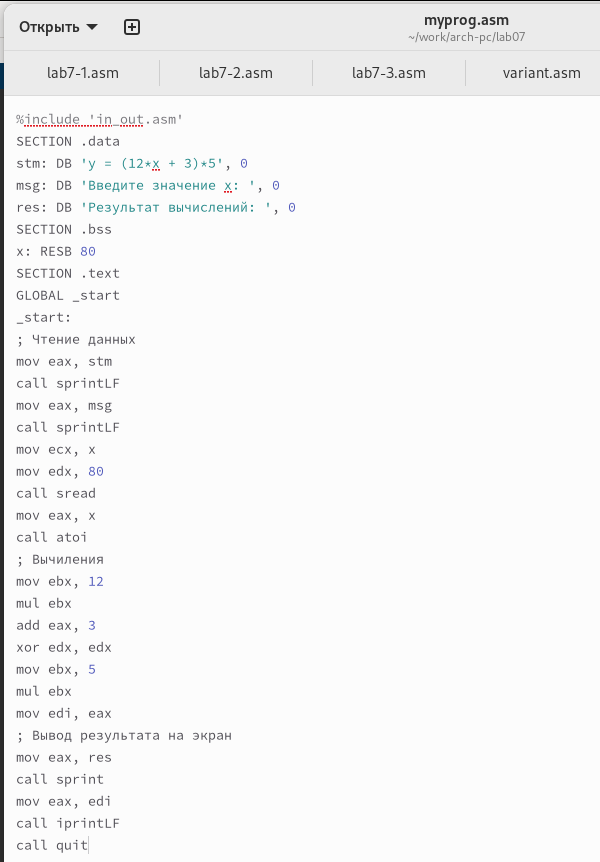 Открыть
myprog.asm
~/work/arch-pc/lab07
lab7-1.asm lab7-2.asm lab7-3.asm variant.asm
%include 'in_out.asm'
SECTION .data
stm: DB 'y = (12*x + 3)*5', 0
msg: DB 'Введите значение x: ', 0
res: DB 'Результат вычислений: ', 0
SECTION .bss
x: RESB 80
SECTION .text
GLOBAL _start
_start:
; Чтение данных
mov eax, stm
call sprintLF
mov eax, msg
call sprintLF
mov ecx, x
mov edx, 80
call sread
mov eax, x
call atoi
; Вычиления
mov ebx, 12
mul ebx
add eax, 3
xor edx, edx
mov ebx, 5
mul ebx
mov edi, eax
; Вывод результата на экран
mov eax, res
call sprint
mov eax, edi
call iprintLF
call quit